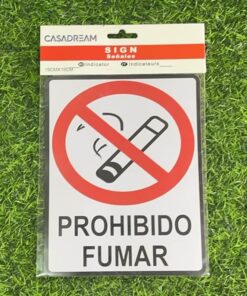 CASADREAM
SIGN
Señales
Indicator
Indicateurs
PROHIBIDO
FUMAR